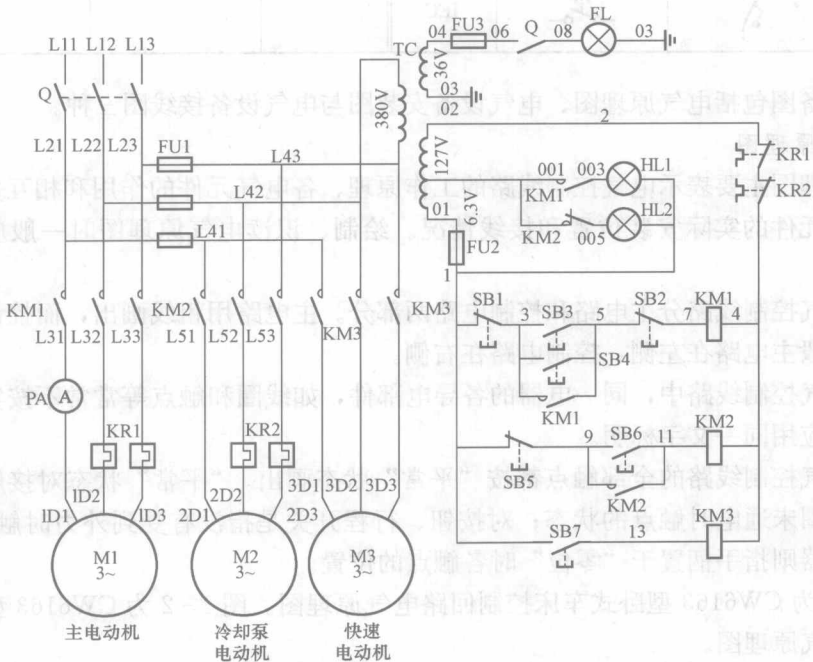 L11 L12 L13
Q
L21 L22 L23
FU1
L43
L42
L41
380V
TC
04 FU3 06 Q 08 FL 03
36V
03
02
2
127V
001 003 HL1
KM1
KR1
KR2
01
6.3V
KM2 005 HL2
FU2
1
KM1 KM2 KM3 KM3
L31 L32 L33 L51 L52 L53
SB1 3 SB3 5 SB2 7 KM1 4
SB4
KM1
PA A
KR1 KR2
9 SB6 11 KM2
SB5
KM2
SB7 13 KM3
1D1 1D2 1D3 2D1 2D2 2D3 3D1 3D2 3D3
M1
3~
M2
3~
M3
3~
主电动机
冷却泵
电动机
快速
电动机